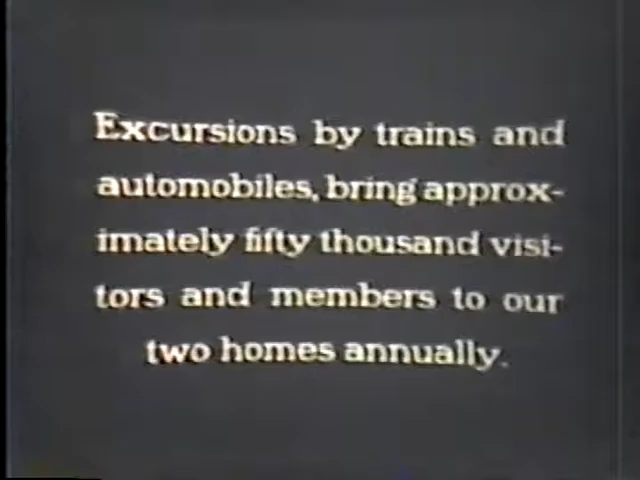 Excursions by trains and
automobiles, bring approx-
imately fifty thousand visi-
tors and members to our
two homes annually.